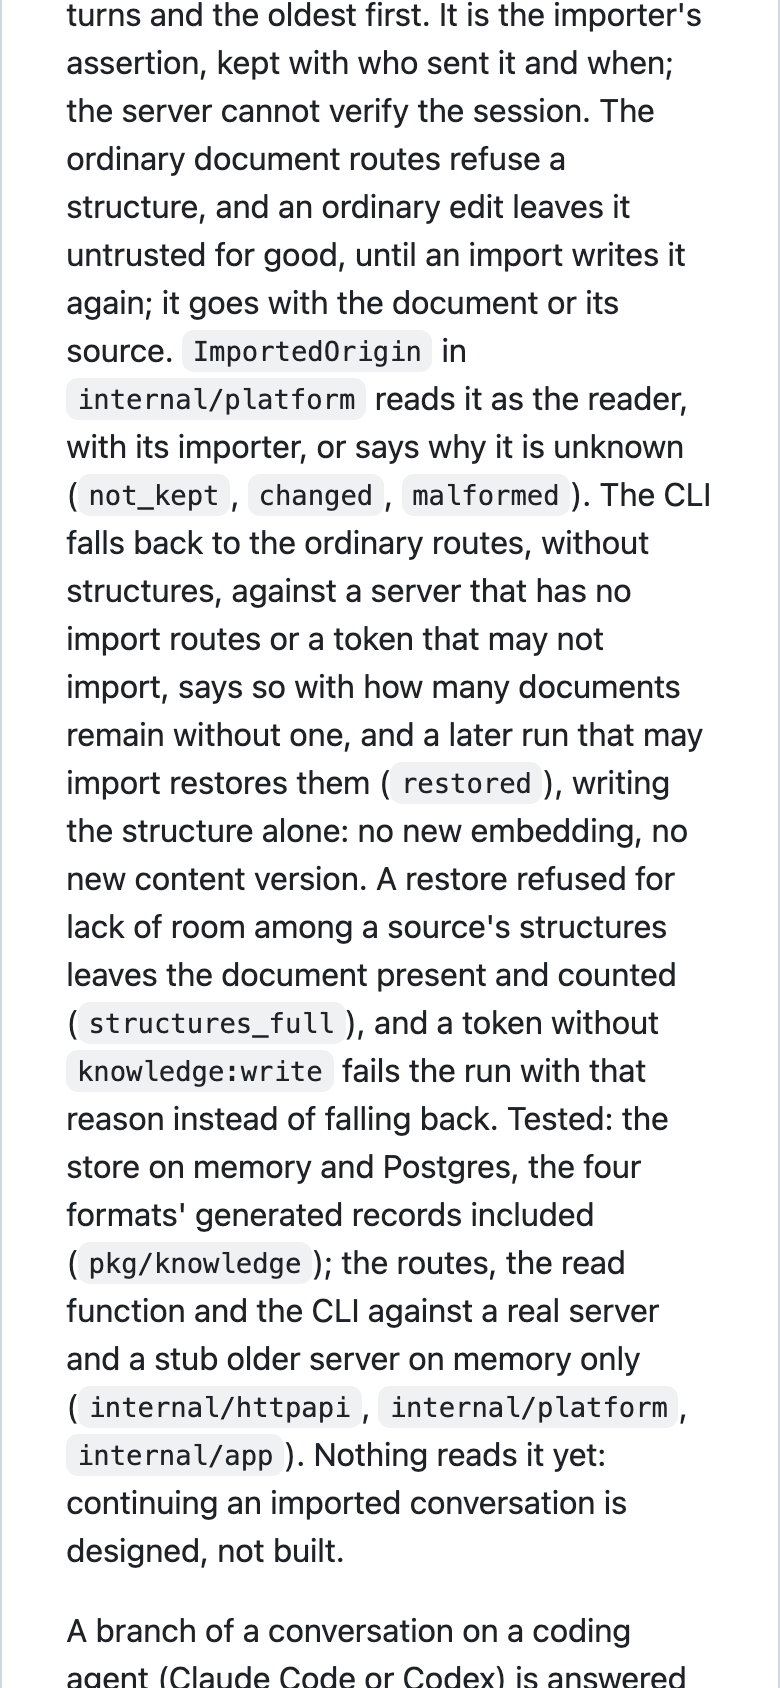 turns and the oldest first. It is the importer's
assertion, kept with who sent it and when;
the server cannot verify the session. The
ordinary document routes refuse a
structure, and an ordinary edit leaves it
untrusted for good, until an import writes it
again; it goes with the document or its
source. ImportedOrigin in
internal/platform reads it as the reader,
with its importer, or says why it is unknown
(not_kept, changed, malformed). The CLI
falls back to the ordinary routes, without
structures, against a server that has no
import routes or a token that may not
import, says so with how many documents
remain without one, and a later run that may
import restores them (restored), writing
the structure alone: no new embedding, no
new content version. A restore refused for
lack of room among a source's structures
leaves the document present and counted
(structures_full), and a token without
knowledge:write fails the run with that
reason instead of falling back. Tested: the
store on memory and Postgres, the four
formats' generated records included
(pkg/knowledge); the routes, the read
function and the CLI against a real server
and a stub older server on memory only
(internal/httpapi, internal/platform,
internal/app). Nothing reads it yet:
continuing an imported conversation is
designed, not built.
A branch of a conversation on a coding
agent (Claude Code or Codex) is answered